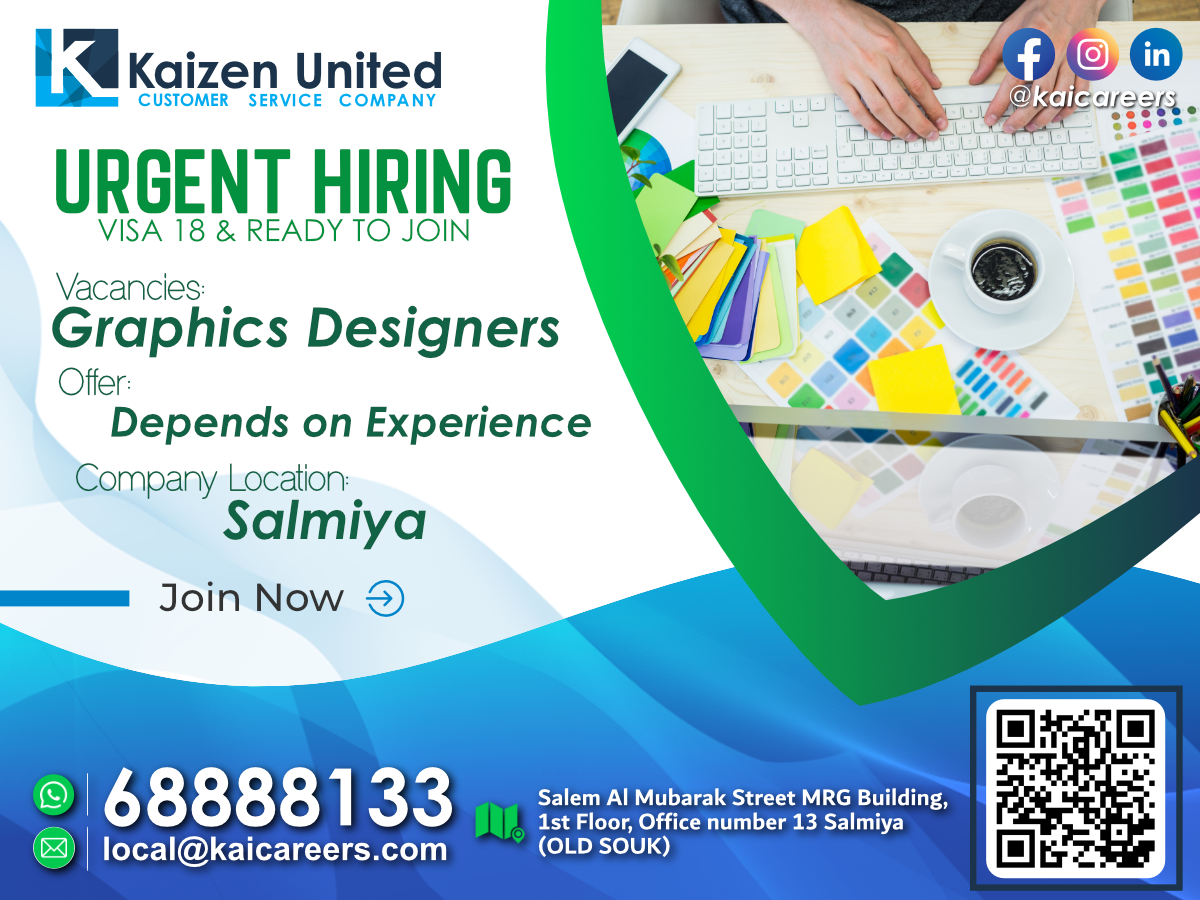 Kaizen United
CUSTOMER SERVICE COMPANY
@kaicareers
URGENT HIRING
VISA 18 & READY TO JOIN
Vacancies:
Graphics Designers
Offer:
Depends on Experience
Company Location:
Salmiya
Join Now
68888133
local@kaicareers.com
Salem Al Mubarak Street MRG Building,
1st Floor, Office number 13 Salmiya
(OLD SOUK)